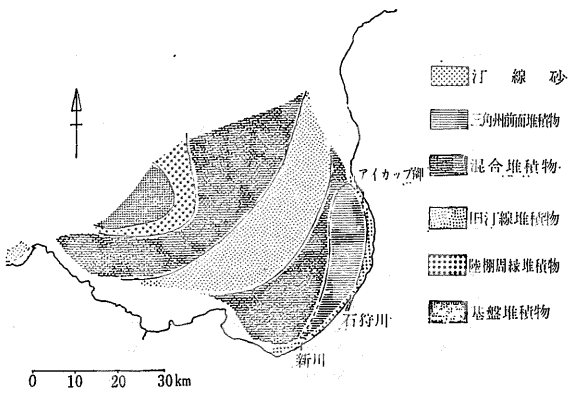 汀線砂
三角州前面堆積物
混合堆積物
アイカップ岬
旧汀線堆積物
陸棚周縁堆積物
石狩川
基盤堆積物
新川
0 10 20 30km